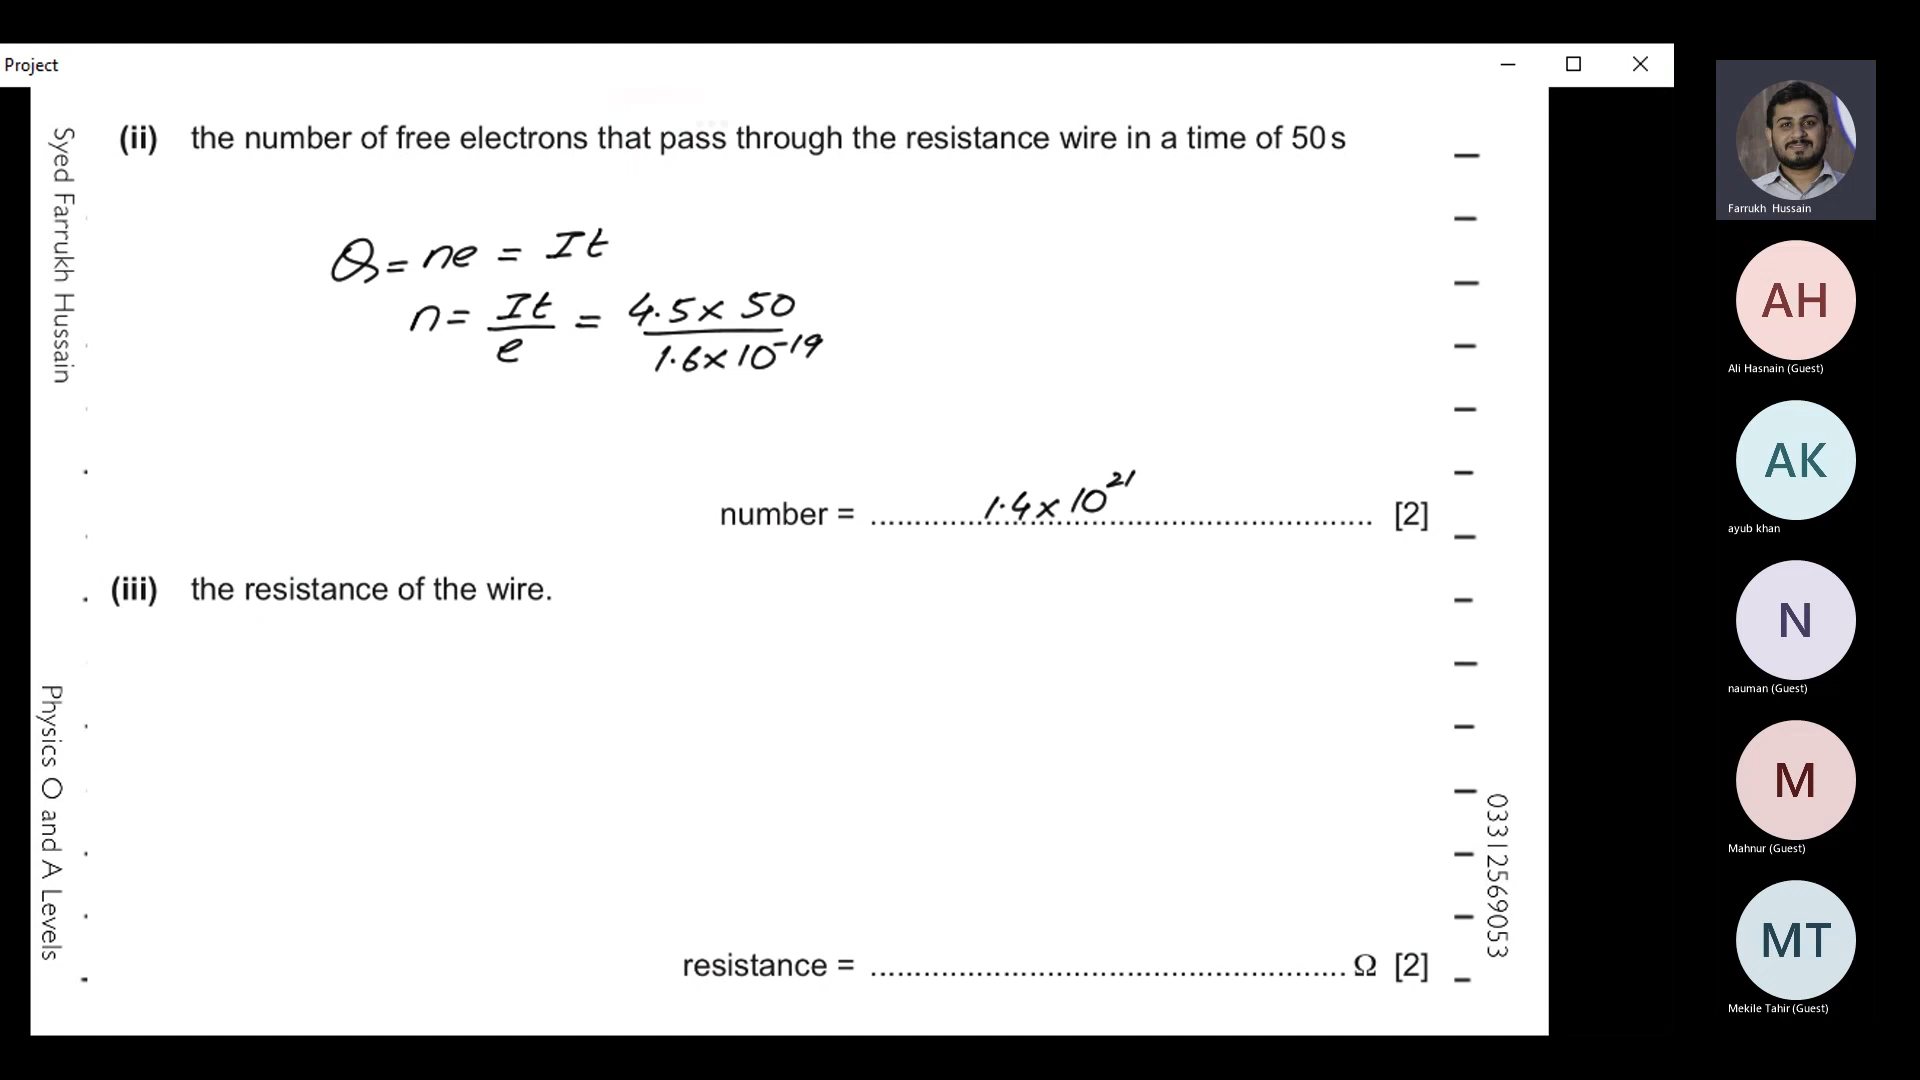 Project
Syed Farrukh Hussain
(ii) the number of free electrons that pass through the resistance wire in a time of 50 s
Q = ne = It
n = It/e = 4.5 x 50 / 1.6 x 10^-19
number = 1.4 x 10^21 [2]
(iii) the resistance of the wire.
resistance = Ω [2]
Physics O and A Levels
03312569053
Farrukh Hussain
AH
Ali Hasnain (Guest)
AK
ayub khan
N
nauman (Guest)
M
Mahnur (Guest)
MT
Mekile Tahir (Guest)